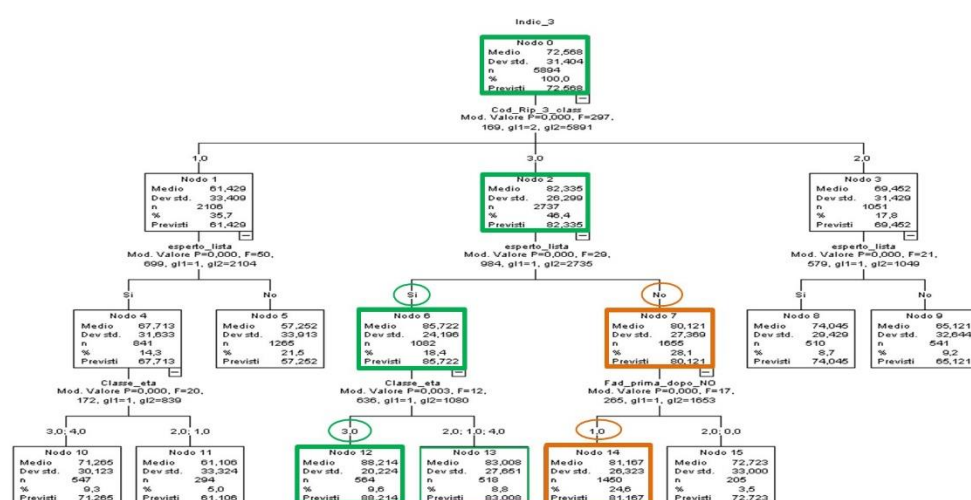 Indic_3
Nodo 0
Medio 72,568
Dev std. 31,404
n 5894
% 100,0
Previsti 72,568
Cod_Rip_3_class
Mod. Valore P=0,000, F=297,
169, gl1=2, gl2=5891
1,0
3,0
2,0
Nodo 1
Medio 61,429
Dev std. 33,409
n 2106
% 35,7
Previsti 61,429
Nodo 2
Medio 82,335
Dev std. 26,299
n 2737
% 46,4
Previsti 82,335
Nodo 3
Medio 69,452
Dev std. 31,429
n 1051
% 17,8
Previsti 69,452
esperto_lista
Mod. Valore P=0,000, F=50,
699, gl1=1, gl2=2104
esperto_lista
Mod. Valore P=0,000, F=29,
984, gl1=1, gl2=2735
esperto_lista
Mod. Valore P=0,000, F=21,
579, gl1=1, gl2=1049
Si
No
Si
No
Si
No
Nodo 4
Medio 67,713
Dev std. 31,633
n 841
% 14,3
Previsti 67,713
Nodo 5
Medio 57,252
Dev std. 33,913
n 1265
% 21,5
Previsti 57,252
Nodo 6
Medio 85,722
Dev std. 24,196
n 1082
% 18,4
Previsti 85,722
Nodo 7
Medio 80,121
Dev std. 27,369
n 1655
% 28,1
Previsti 80,121
Nodo 8
Medio 74,045
Dev std. 29,429
n 510
% 8,7
Previsti 74,045
Nodo 9
Medio 65,121
Dev std. 32,644
n 541
% 9,2
Previsti 65,121
Classe_eta
Mod. Valore P=0,000, F=20,
172, gl1=1, gl2=839
Classe_eta
Mod. Valore P=0,003, F=12,
636, gl1=1, gl2=1080
Fad_prima_dopo_NO
Mod. Valore P=0,000, F=17,
265, gl1=1, gl2=1653
3,0; 4,0
2,0; 1,0
3,0
2,0; 1,0; 4,0
1,0
2,0; 0,0
Nodo 10
Medio 71,265
Dev std. 30,123
n 547
% 9,3
Previsti 71,265
Nodo 11
Medio 61,106
Dev std. 33,324
n 294
% 5,0
Previsti 61,106
Nodo 12
Medio 88,214
Dev std. 20,224
n 564
% 9,6
Previsti 88,214
Nodo 13
Medio 83,008
Dev std. 27,651
n 518
% 8,8
Previsti 83,008
Nodo 14
Medio 81,167
Dev std. 26,323
n 1450
% 24,6
Previsti 81,167
Nodo 15
Medio 72,723
Dev std. 33,000
n 205
% 3,5
Previsti 72,723